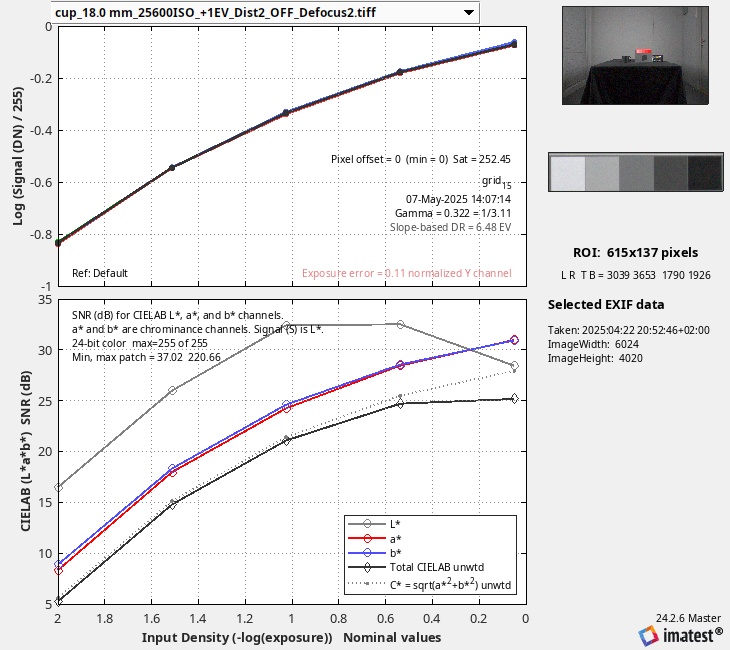 cup_18.0 mm_25600ISO_+1EV_Dist2_OFF_Defocus2.tiff
Log (Signal (DN) / 255)
0
-0.2
-0.4
-0.6
-0.8
-1
Pixel offset = 0 (min = 0) Sat = 252.45
grid_15
07-May-2025 14:07:14
Gamma = 0.322 = 1/3.11
Slope-based DR = 6.48 EV
Ref: Default
Exposure error = 0.11 normalized Y channel
CIELAB (L*a*b*) SNR (dB)
35
30
25
20
15
10
5
SNR (dB) for CIELAB L*, a*, and b* channels.
a* and b* are chrominance channels. Signal (S) is L*.
24-bit color max=255 of 255
Min, max patch = 37.02 220.66
L*
a*
b*
Total CIELAB unwtd
C* = sqrt(a*2+b*2) unwtd
2 1.8 1.6 1.4 1.2 1 0.8 0.6 0.4 0.2 0
Input Density (-log(exposure)) Nominal values
ROI: 615x137 pixels
L R T B = 3039 3653 1790 1926
Selected EXIF data
Taken: 2025:04:22 20:52:46+02:00
ImageWidth: 6024
ImageHeight: 4020
24.2.6 Master
imatest®